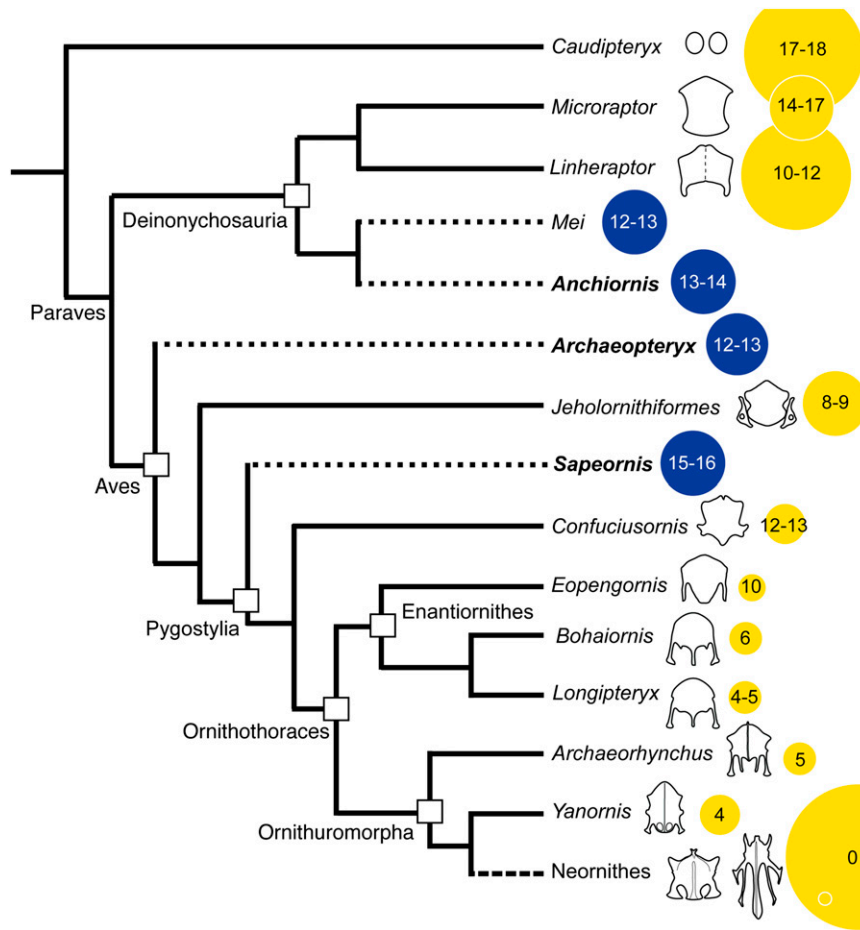 Caudipteryx 17-18
Microraptor 14-17
Linheraptor 10-12
Deinonychosauria
Mei 12-13
Anchiornis 13-14
Paraves
Archaeopteryx 12-13
Jeholornithiformes 8-9
Aves
Sapeornis 15-16
Confuciusornis 12-13
Eopengornis 10
Enantiornithes
Pygostylia
Bohaiornis 6
Longipteryx 4-5
Ornithothoraces
Archaeorhynchus 5
Yanornis 4
Ornithuromorpha
Neornithes 0